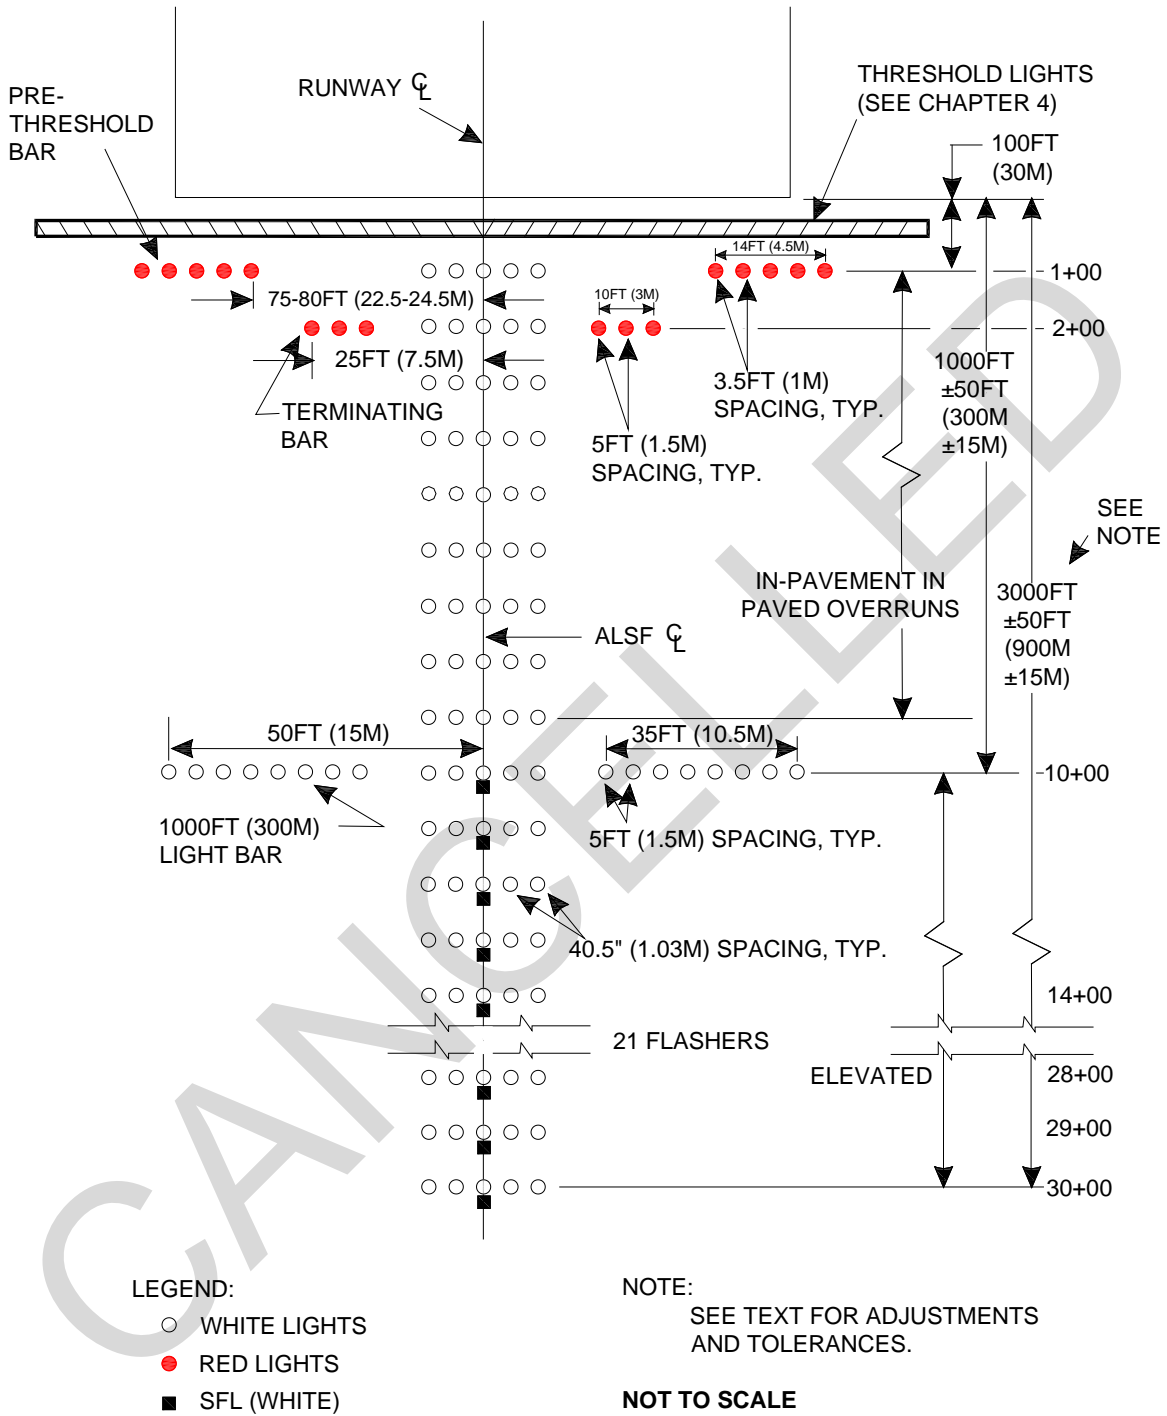 RUNWAY ℄
THRESHOLD LIGHTS
(SEE CHAPTER 4)
PRE-
THRESHOLD
BAR
100FT
(30M)
14FT (4.5M)
1+00
75-80FT (22.5-24.5M)
10FT (3M)
2+00
25FT (7.5M)
1000FT
±50FT
(300M
±15M)
3.5FT (1M)
SPACING, TYP.
TERMINATING
BAR
5FT (1.5M)
SPACING, TYP.
SEE
NOTE
IN-PAVEMENT IN
PAVED OVERRUNS
3000FT
±50FT
(900M
±15M)
ALSF ℄
50FT (15M)
35FT (10.5M)
10+00
1000FT (300M)
LIGHT BAR
5FT (1.5M) SPACING, TYP.
40.5" (1.03M) SPACING, TYP.
14+00
21 FLASHERS
ELEVATED
28+00
29+00
30+00
LEGEND:
WHITE LIGHTS
RED LIGHTS
SFL (WHITE)
NOTE:
SEE TEXT FOR ADJUSTMENTS
AND TOLERANCES.
NOT TO SCALE
CANCELLED